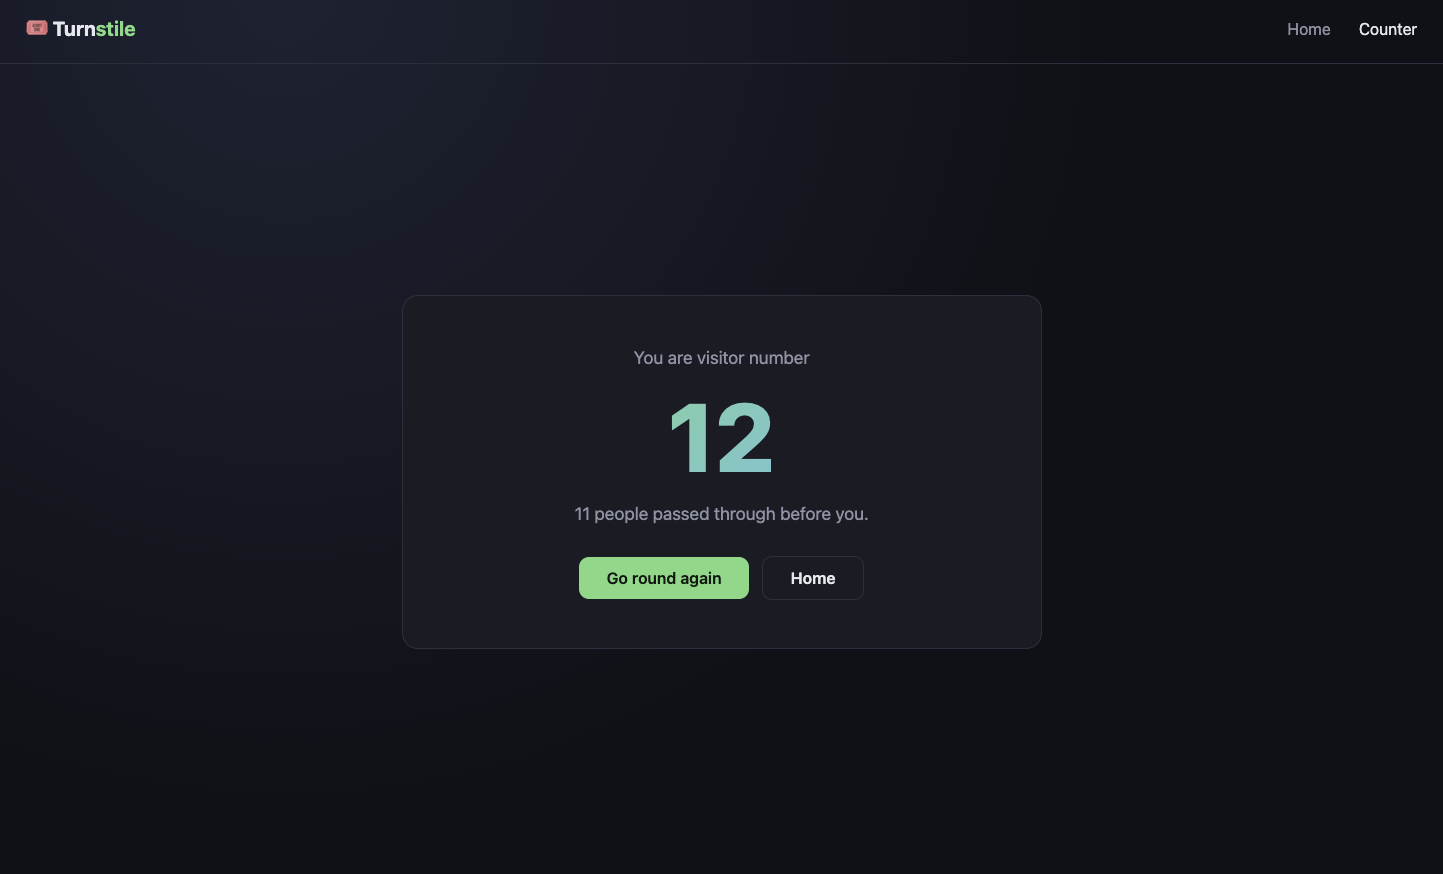 Turnstile
Home
Counter
You are visitor number
12
11 people passed through before you.
Go round again
Home